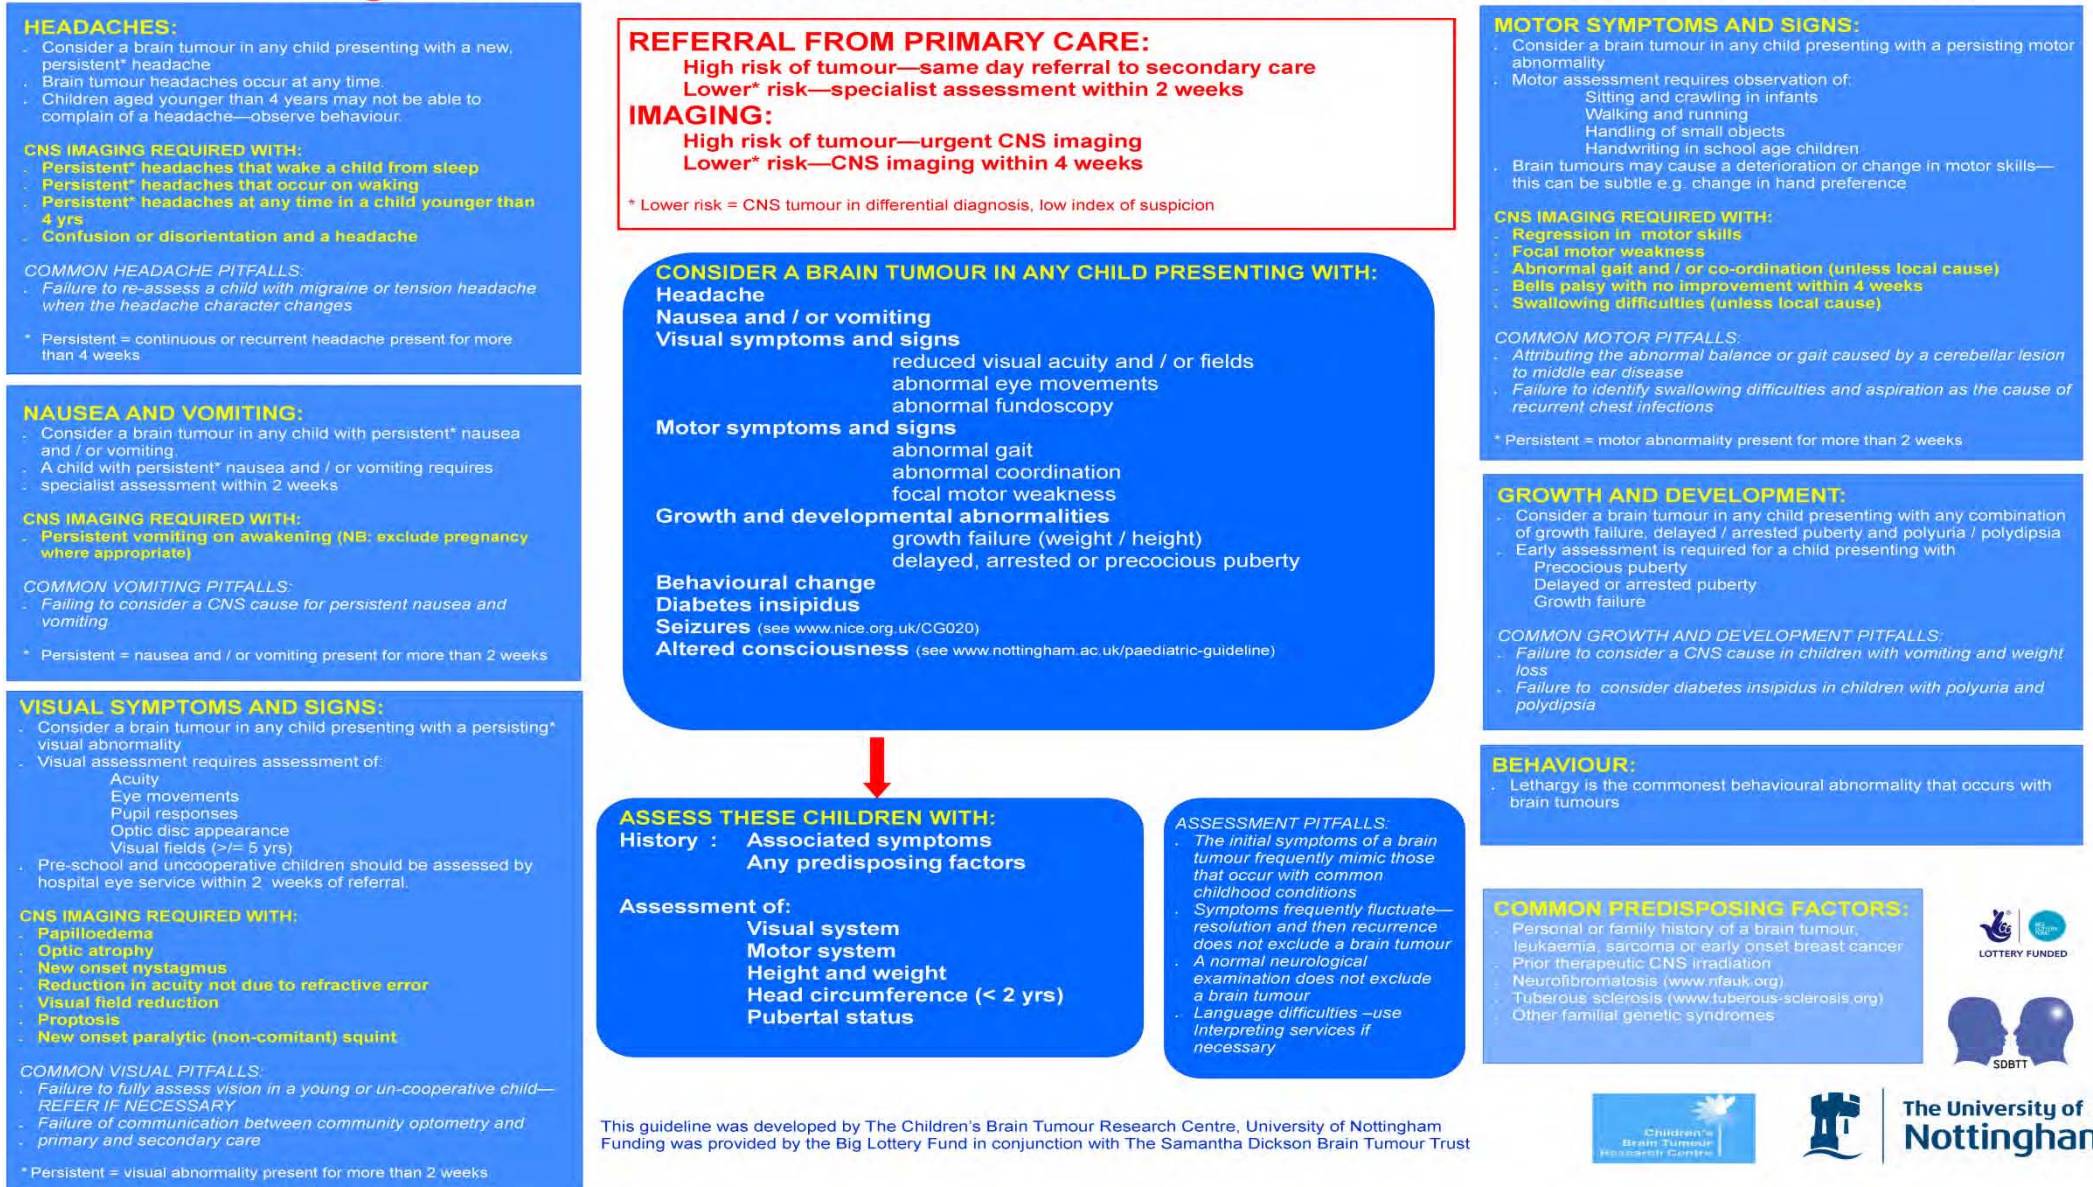 HEADACHES:
. Consider a brain tumour in any child presenting with a new,
persistent* headache
. Brain tumour headaches occur at any time.
. Children aged younger than 4 years may not be able to
complain of a headache—observe behaviour.
CNS IMAGING REQUIRED WITH:
. Persistent* headaches that wake a child from sleep
. Persistent* headaches that occur on waking
. Persistent* headaches at any time in a child younger than
4 yrs
. Confusion or disorientation and a headache
COMMON HEADACHE PITFALLS:
. Failure to re-assess a child with migraine or tension headache
when the headache character changes
* Persistent = continuous or recurrent headache present for more
than 4 weeks
NAUSEA AND VOMITING:
. Consider a brain tumour in any child with persistent* nausea
and / or vomiting.
. A child with persistent* nausea and / or vomiting requires
. specialist assessment within 2 weeks
CNS IMAGING REQUIRED WITH:
. Persistent vomiting on awakening (NB: exclude pregnancy
where appropriate)
COMMON VOMITING PITFALLS:
. Failing to consider a CNS cause for persistent nausea and
vomiting
* Persistent = nausea and / or vomiting present for more than 2 weeks
VISUAL SYMPTOMS AND SIGNS:
. Consider a brain tumour in any child presenting with a persisting*
visual abnormality
. Visual assessment requires assessment of:
Acuity
Eye movements
Pupil responses
Optic disc appearance
Visual fields (>/= 5 yrs)
. Pre-school and uncooperative children should be assessed by
hospital eye service within 2 weeks of referral.
CNS IMAGING REQUIRED WITH:
. Papilloedema
. Optic atrophy
. New onset nystagmus
. Reduction in acuity not due to refractive error
. Visual field reduction
. Proptosis
. New onset paralytic (non-comitant) squint
COMMON VISUAL PITFALLS:
. Failure to fully assess vision in a young or un-cooperative child—
REFER IF NECESSARY
. Failure of communication between community optometry and
. primary and secondary care
* Persistent = visual abnormality present for more than 2 weeks
REFERRAL FROM PRIMARY CARE:
High risk of tumour—same day referral to secondary care
Lower* risk—specialist assessment within 2 weeks
IMAGING:
High risk of tumour—urgent CNS imaging
Lower* risk—CNS imaging within 4 weeks
* Lower risk = CNS tumour in differential diagnosis, low index of suspicion
CONSIDER A BRAIN TUMOUR IN ANY CHILD PRESENTING WITH:
Headache
Nausea and / or vomiting
Visual symptoms and signs
reduced visual acuity and / or fields
abnormal eye movements
abnormal fundoscopy
Motor symptoms and signs
abnormal gait
abnormal coordination
focal motor weakness
Growth and developmental abnormalities
growth failure (weight / height)
delayed, arrested or precocious puberty
Behavioural change
Diabetes insipidus
Seizures (see www.nice.org.uk/CG020)
Altered consciousness (see www.nottingham.ac.uk/paediatric-guideline)
ASSESS THESE CHILDREN WITH:
History : Associated symptoms
Any predisposing factors
Assessment of:
Visual system
Motor system
Height and weight
Head circumference (< 2 yrs)
Pubertal status
ASSESSMENT PITFALLS:
. The initial symptoms of a brain
tumour frequently mimic those
that occur with common
childhood conditions
. Symptoms frequently fluctuate—
resolution and then recurrence
does not exclude a brain tumour
. A normal neurological
examination does not exclude
a brain tumour
. Language difficulties –use
Interpreting services if
necessary
This guideline was developed by The Children's Brain Tumour Research Centre, University of Nottingham
Funding was provided by the Big Lottery Fund in conjunction with The Samantha Dickson Brain Tumour Trust
MOTOR SYMPTOMS AND SIGNS:
. Consider a brain tumour in any child presenting with a persisting motor
abnormality
. Motor assessment requires observation of:
Sitting and crawling in infants
Walking and running
Handling of small objects
Handwriting in school age children
. Brain tumours may cause a deterioration or change in motor skills—
this can be subtle e.g. change in hand preference
CNS IMAGING REQUIRED WITH:
. Regression in motor skills
. Focal motor weakness
. Abnormal gait and / or co-ordination (unless local cause)
. Bells palsy with no improvement within 4 weeks
. Swallowing difficulties (unless local cause)
COMMON MOTOR PITFALLS:
. Attributing the abnormal balance or gait caused by a cerebellar lesion
to middle ear disease
. Failure to identify swallowing difficulties and aspiration as the cause of
recurrent chest infections
* Persistent = motor abnormality present for more than 2 weeks
GROWTH AND DEVELOPMENT:
. Consider a brain tumour in any child presenting with any combination
of growth failure, delayed / arrested puberty and polyuria / polydipsia
. Early assessment is required for a child presenting with
Precocious puberty
Delayed or arrested puberty
Growth failure
COMMON GROWTH AND DEVELOPMENT PITFALLS:
. Failure to consider a CNS cause in children with vomiting and weight
loss
. Failure to consider diabetes insipidus in children with polyuria and
polydipsia
BEHAVIOUR:
. Lethargy is the commonest behavioural abnormality that occurs with
brain tumours
COMMON PREDISPOSING FACTORS:
. Personal or family history of a brain tumour,
leukaemia, sarcoma or early onset breast cancer
. Prior therapeutic CNS irradiation
. Neurofibromatosis (www.nfauk.org)
. Tuberous sclerosis (www.tuberous-sclerosis.org)
. Other familial genetic syndromes
LOTTERY FUNDED
SDBTT
Children's
Brain Tumour
Research Centre
The University of
Nottingham